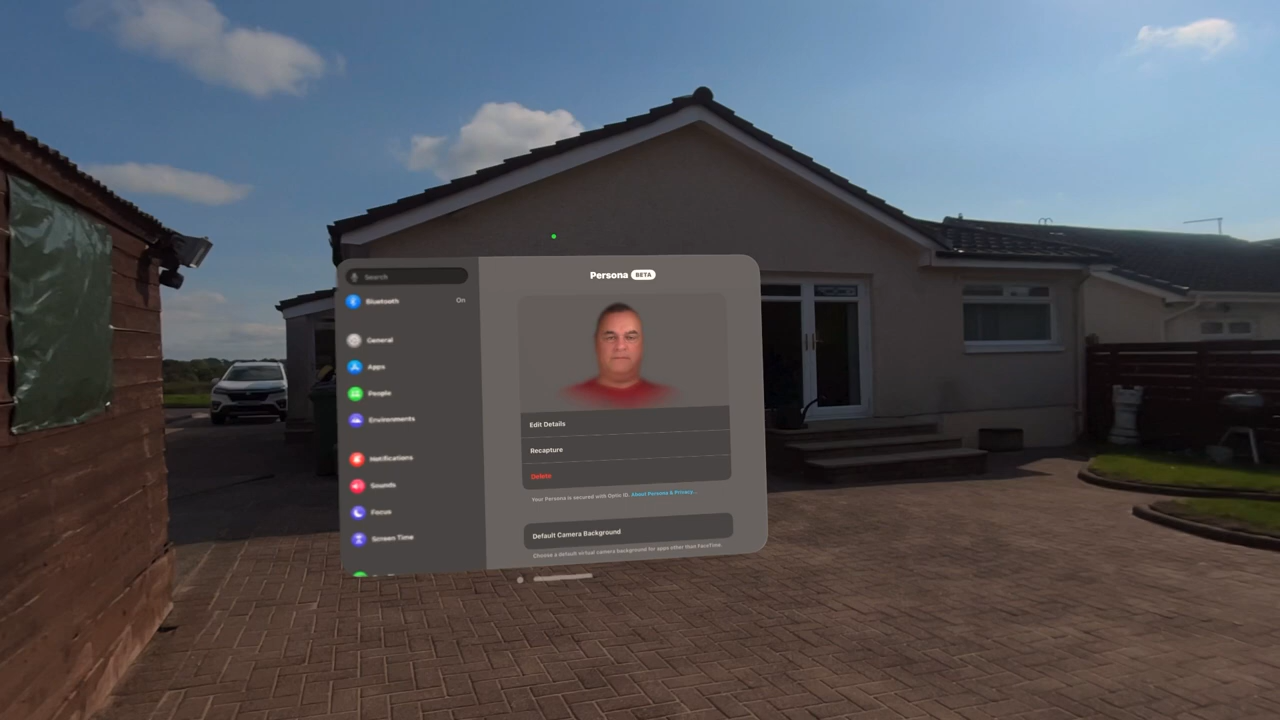 Search
Bluetooth On
General
Apps
People
Environments
Notifications
Sounds
Focus
Screen Time
Persona BETA
Edit Details
Recapture
Delete
Your Persona is secured with Optic ID. About Persona & Privacy...
Default Camera Background
Choose a default virtual camera background for apps other than FaceTime.